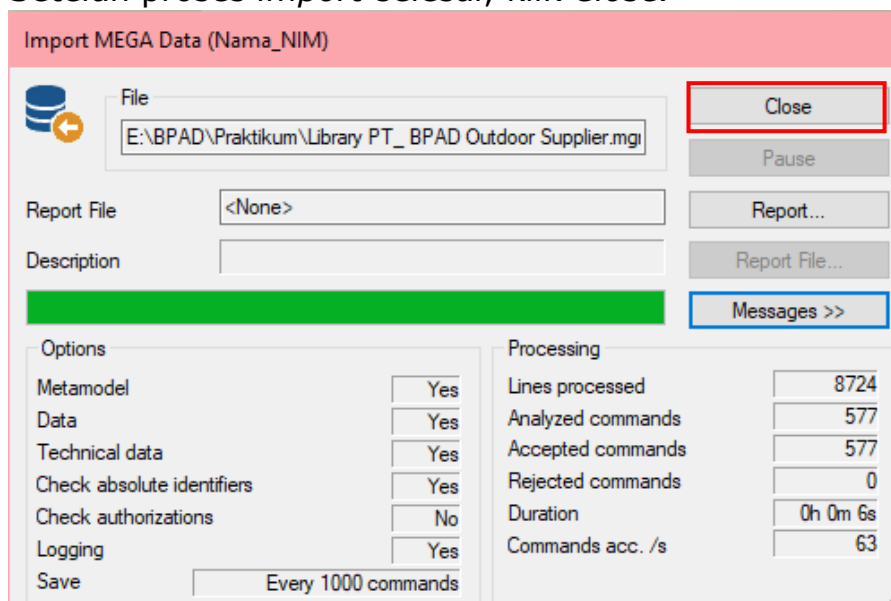 Import MEGA Data (Nama_NIM)
File
E:\BPAD\Praktikum\Library PT_ BPAD Outdoor Supplier.mgr
Close
Pause
Report File
<None>
Report...
Description
Report File...
Messages >>
Options
Processing
Metamodel Yes
Lines processed 8724
Data Yes
Analyzed commands 577
Technical data Yes
Accepted commands 577
Check absolute identifiers Yes
Rejected commands 0
Check authorizations No
Duration 0h 0m 6s
Logging Yes
Commands acc. /s 63
Save Every 1000 commands